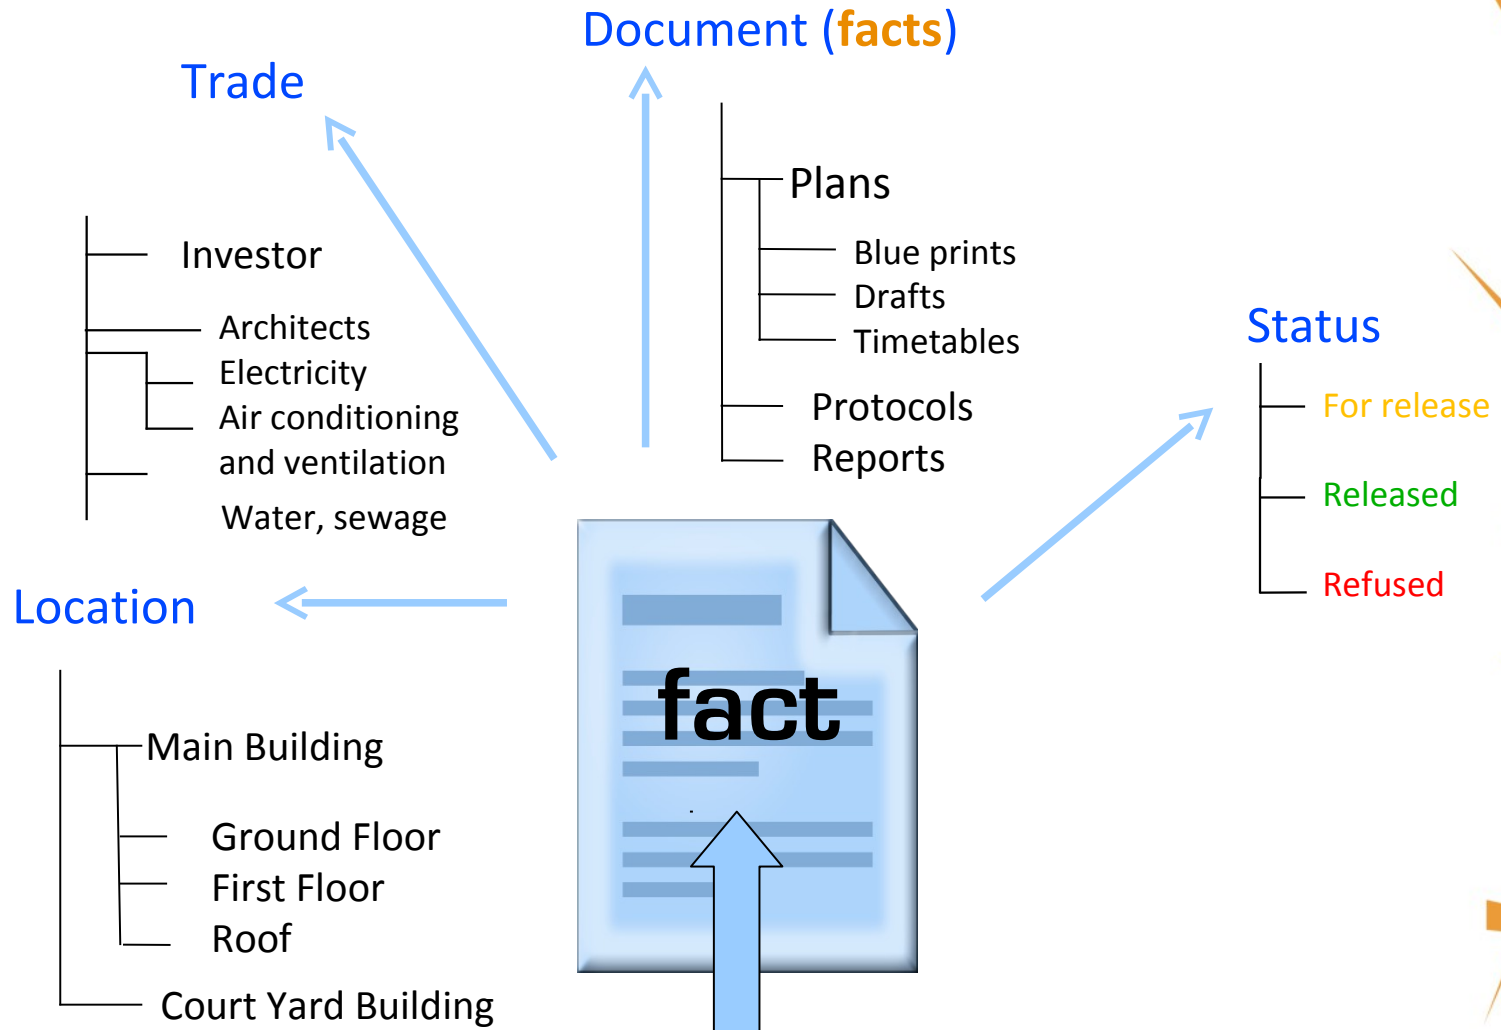 Document (facts)
Trade
Plans
Investor
Blue prints
Drafts
Timetables
Architects
Electricity
Air conditioning
and ventilation
Water, sewage
Protocols
Reports
Status
For release
Released
Refused
Location
Main Building
Ground Floor
First Floor
Roof
Court Yard Building
fact